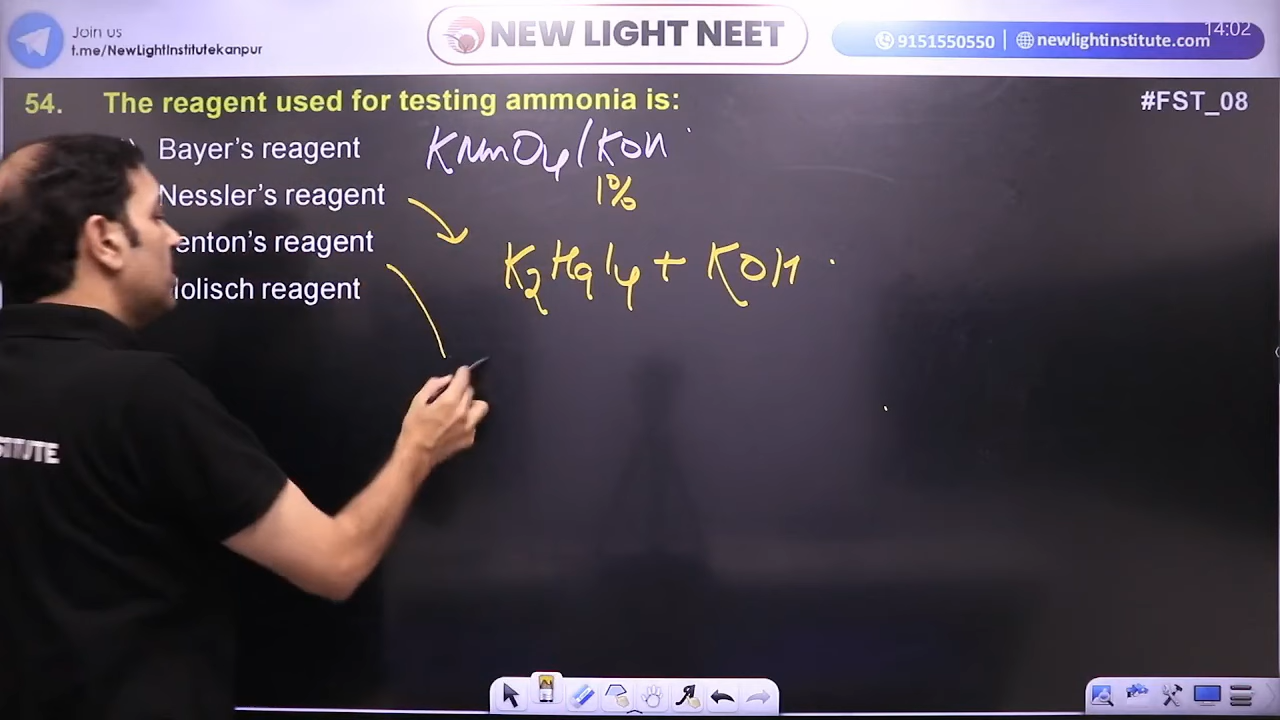 Join us
t.me/NewLightInstitutekanpur
NEW LIGHT NEET
9151550550 | newlightinstitute.com
14:02
54. The reagent used for testing ammonia is:
#FST_08
Bayer's reagent KMnO4/KOH
1%
Nessler's reagent
enton's reagent
K2HgI4 + KOH
olisch reagent